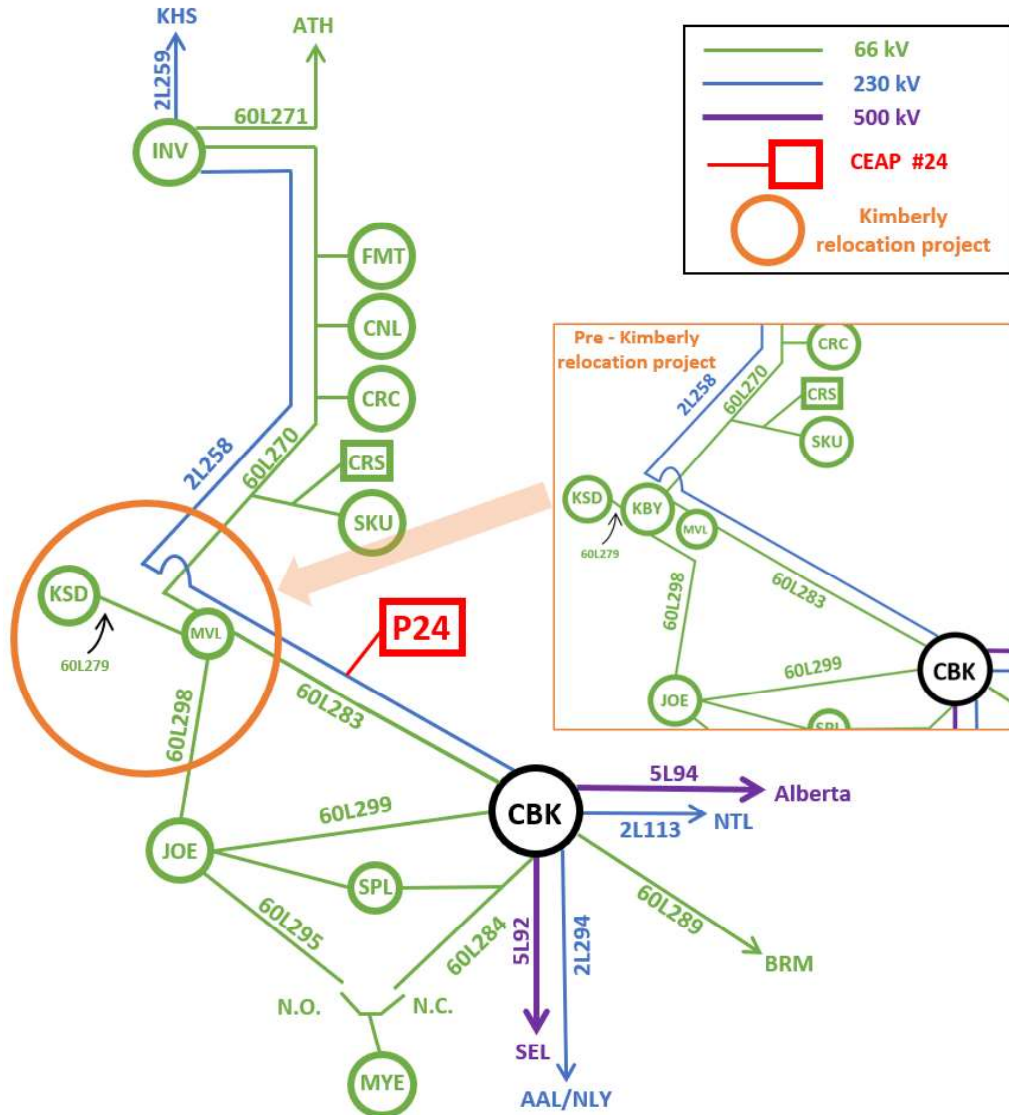 KHS
ATH
2L259
60L271
INV
66 kV
230 kV
500 kV
CEAP #24
Kimberly
relocation project
FMT
CNL
CRC
2L258
60L270
CRS
SKU
Pre - Kimberly
relocation project
CRC
2L258
60L270
CRS
SKU
KSD
KBY
MVL
60L279
60L298
60L283
60L299
CBK
JOE
SPL
KSD
MVL
60L279
P24
60L298
60L283
60L299
CBK
5L94
Alberta
2L113
NTL
JOE
SPL
60L295
60L284
5L92
2L294
60L289
BRM
N.O.
N.C.
SEL
MYE
AAL/NLY